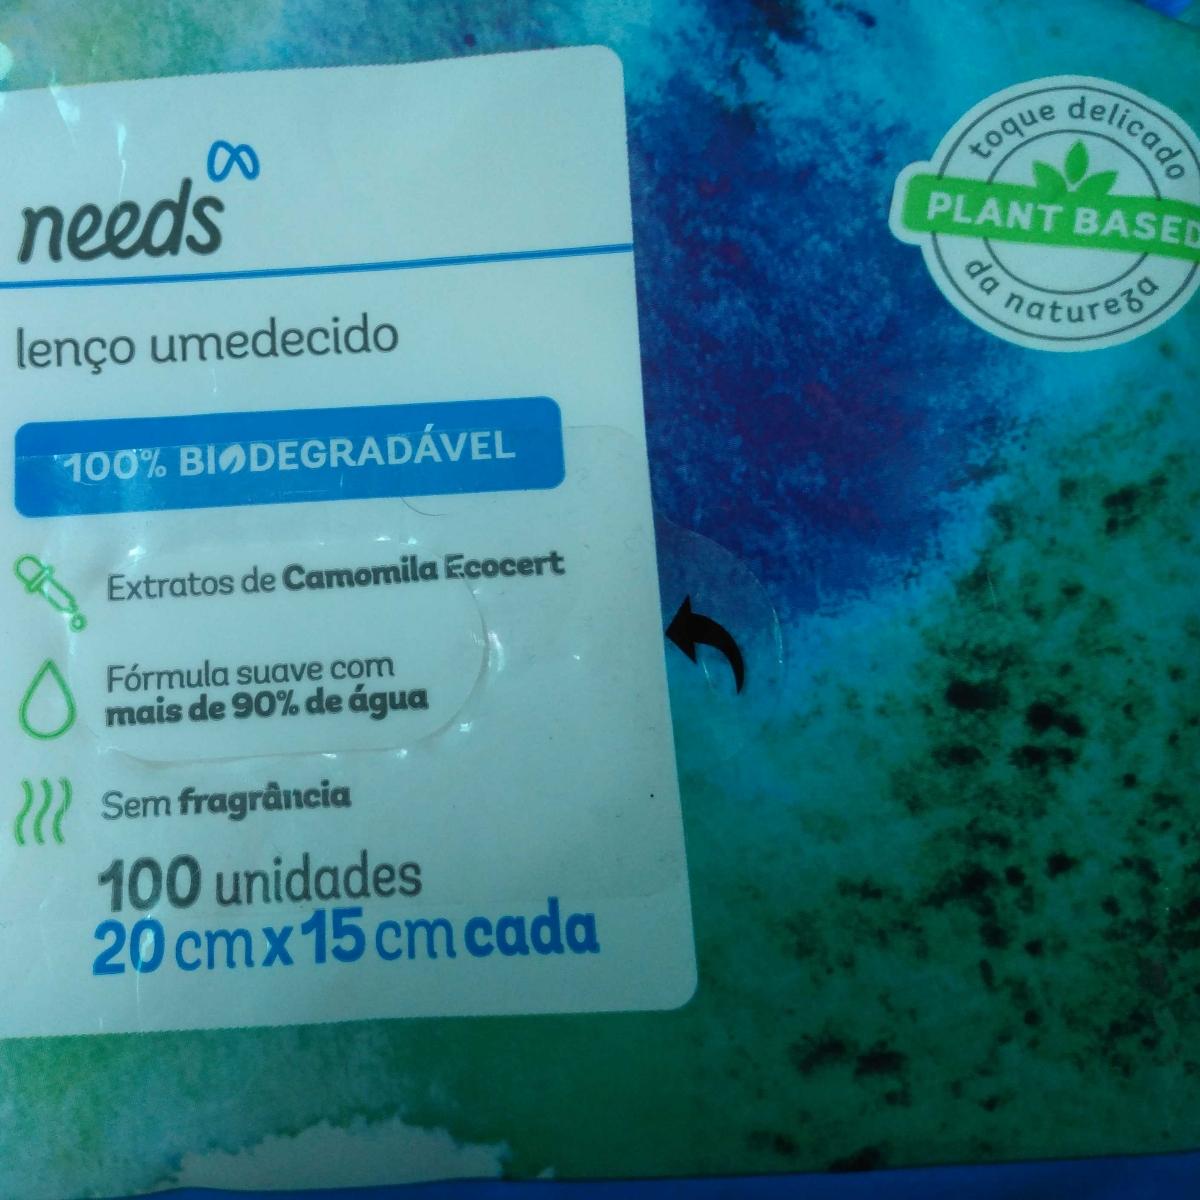 needs
lenço umedecido
100% BIODEGRADÁVEL
Extratos de Camomila Ecocert
Fórmula suave com
mais de 90% de água
Sem fragrância
100 unidades
20 cm x 15 cm cada
toque delicado
PLANT BASED
da natureza